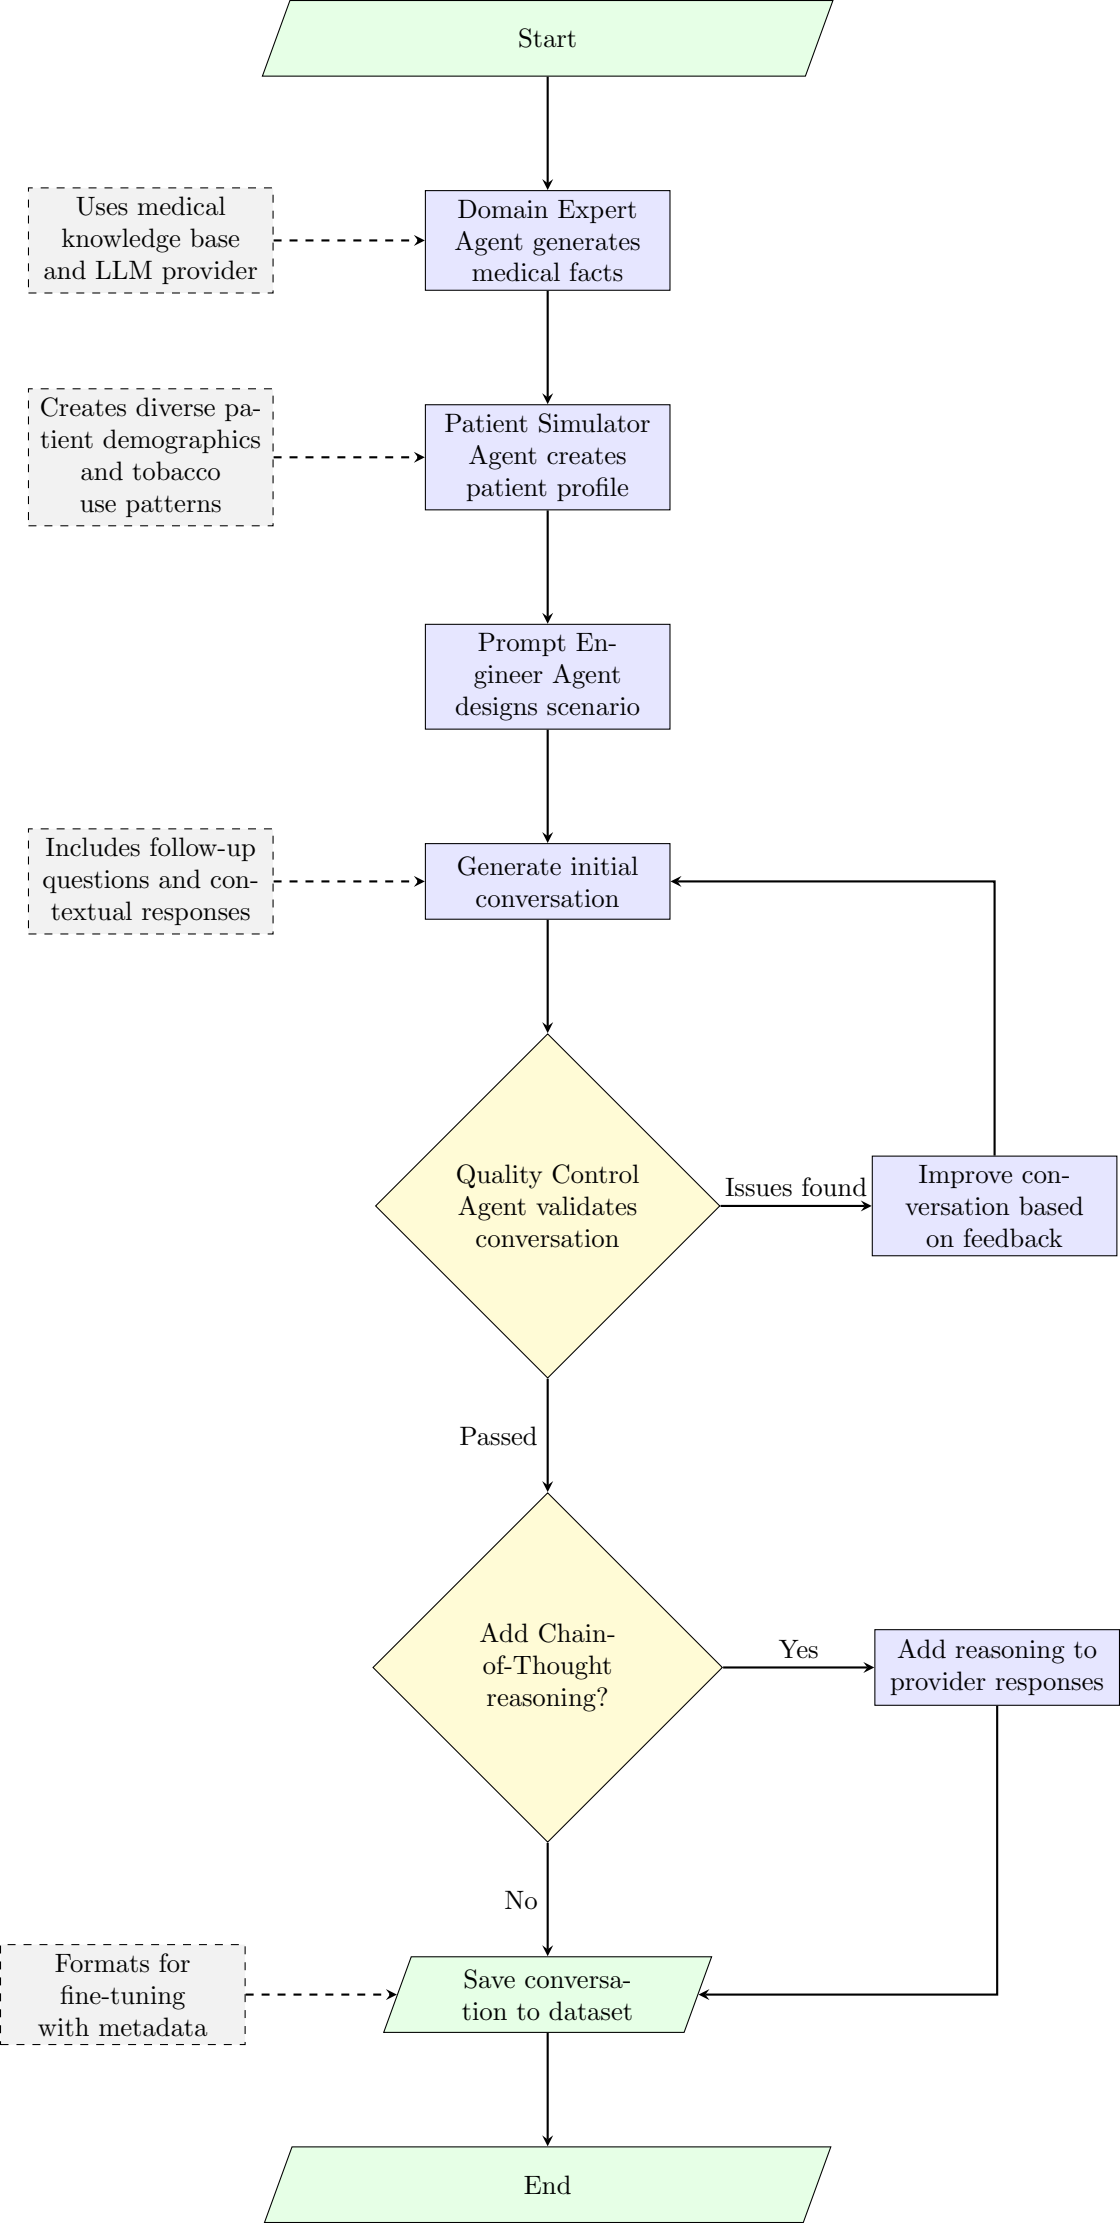 Start
Uses medical
knowledge base
and LLM provider
Domain Expert
Agent generates
medical facts
Creates diverse pa-
tient demographics
and tobacco
use patterns
Patient Simulator
Agent creates
patient profile
Prompt En-
gineer Agent
designs scenario
Includes follow-up
questions and con-
textual responses
Generate initial
conversation
Quality Control
Agent validates
conversation
Issues found
Improve con-
versation based
on feedback
Passed
Add Chain-
of-Thought
reasoning?
Yes
Add reasoning to
provider responses
No
Formats for
fine-tuning
with metadata
Save conversa-
tion to dataset
End